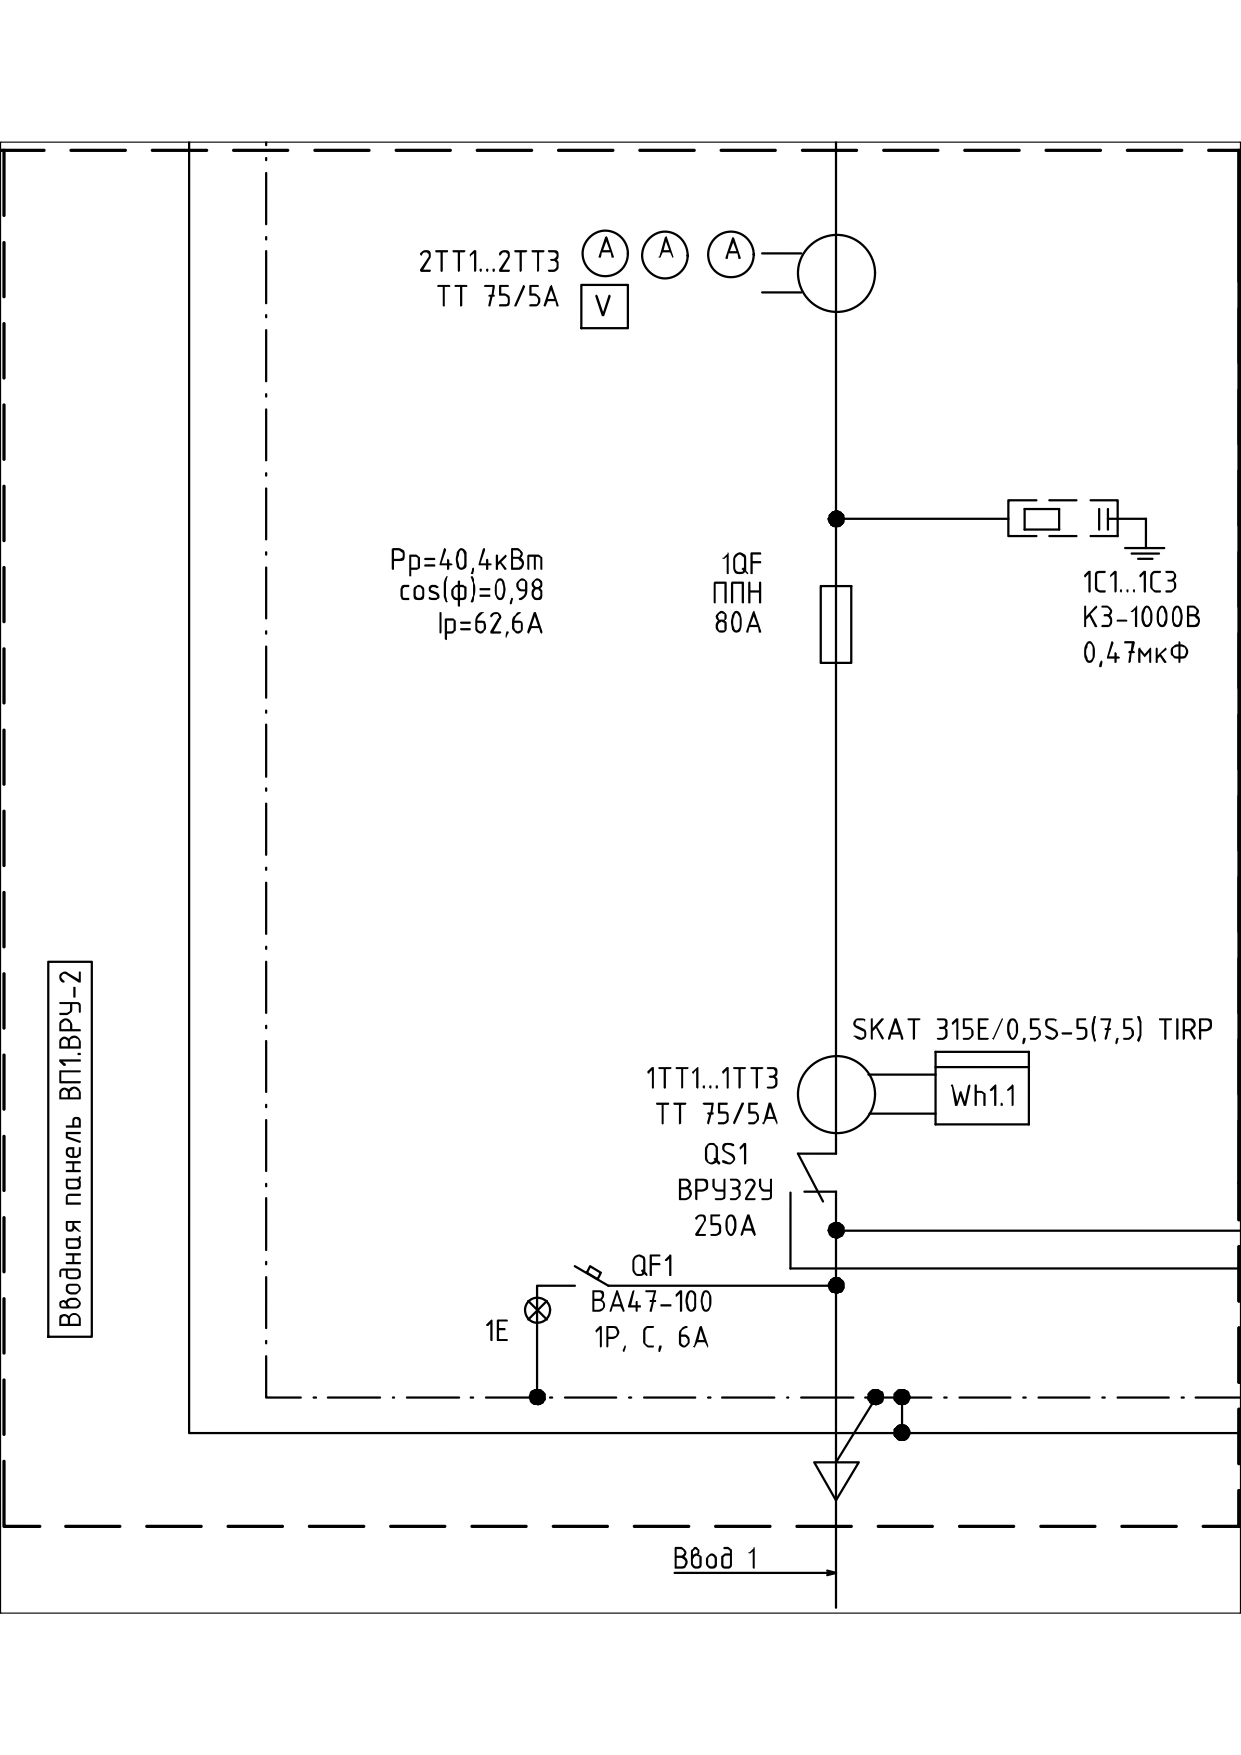 2ТТ1...2ТТ3
ТТ 75/5А
А
А
А
V
Рр=40,4кВт
cos(ф)=0,98
Iр=62,6А
1QF
ППН
80А
1С1...1С3
КЗ-1000В
0,47мкФ
Вводная панель ВП1.ВРУ-2
SKAT 315E/0,5S-5(7,5) TIRP
1ТТ1...1ТТ3
ТТ 75/5А
Wh1.1
QS1
ВРУ32У
250А
QF1
ВА47-100
1Р, С, 6А
1Е
Ввод 1